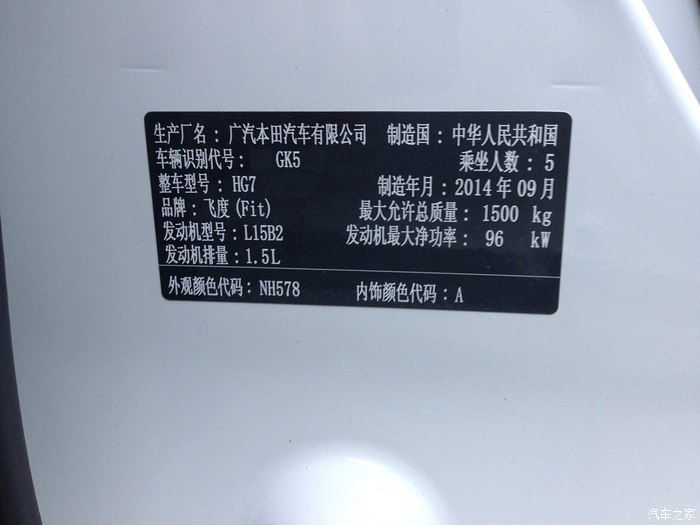 生产厂名：广汽本田汽车有限公司 制造国：中华人民共和国
车辆识别代号： GK5 乘坐人数：5
整车型号：HG7 制造年月：2014年09月
品牌：飞度(Fit) 最大允许总质量：1500 kg
发动机型号：L15B2 发动机最大净功率：96 kW
发动机排量：1.5L
外观颜色代码：NH578 内饰颜色代码：A
汽车之家